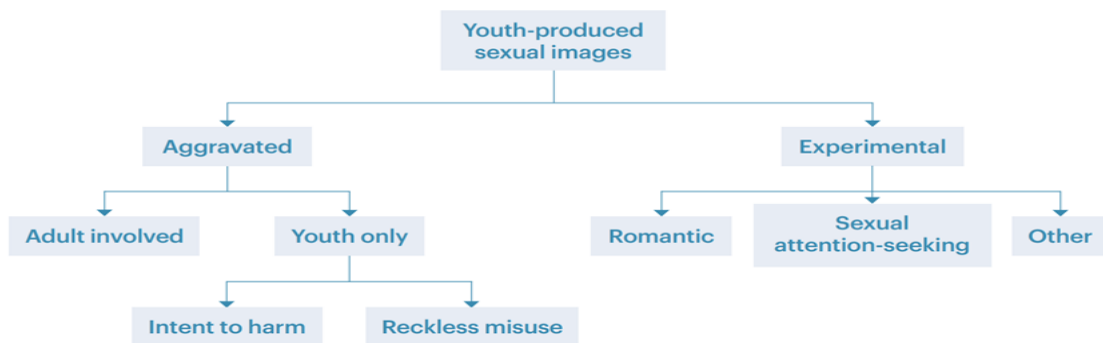 Youth-produced
sexual images
Aggravated
Experimental
Adult involved
Youth only
Romantic
Sexual
attention-seeking
Other
Intent to harm
Reckless misuse